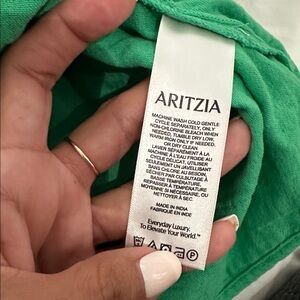 ARITZIA
MACHINE WASH COLD GENTLE
CYCLE SEPARATELY, ONLY
NON-CHLORINE BLEACH WHEN
NEEDED, TUMBLE DRY LOW,
WARM IRON IF NEEDED,
OR DRY CLEAN
LAVER SÉPARÉMENT À LA
MACHINE À L'EAU FROIDE AU
CYCLE DÉLICAT, UTILISER
SEULEMENT UN JAVELLISANT
SANS CHLORE AU BESOIN,
SÉCHER PAR CULBUTAGE À
BASSE TEMPÉRATURE,
REPASSER À TEMPÉRATURE
MOYENNE SI NÉCESSAIRE, OU
NETTOYER À SEC.
MADE IN INDIA
FABRIQUÉ EN INDE
Everyday Luxury.
To Elevate Your World.™
P